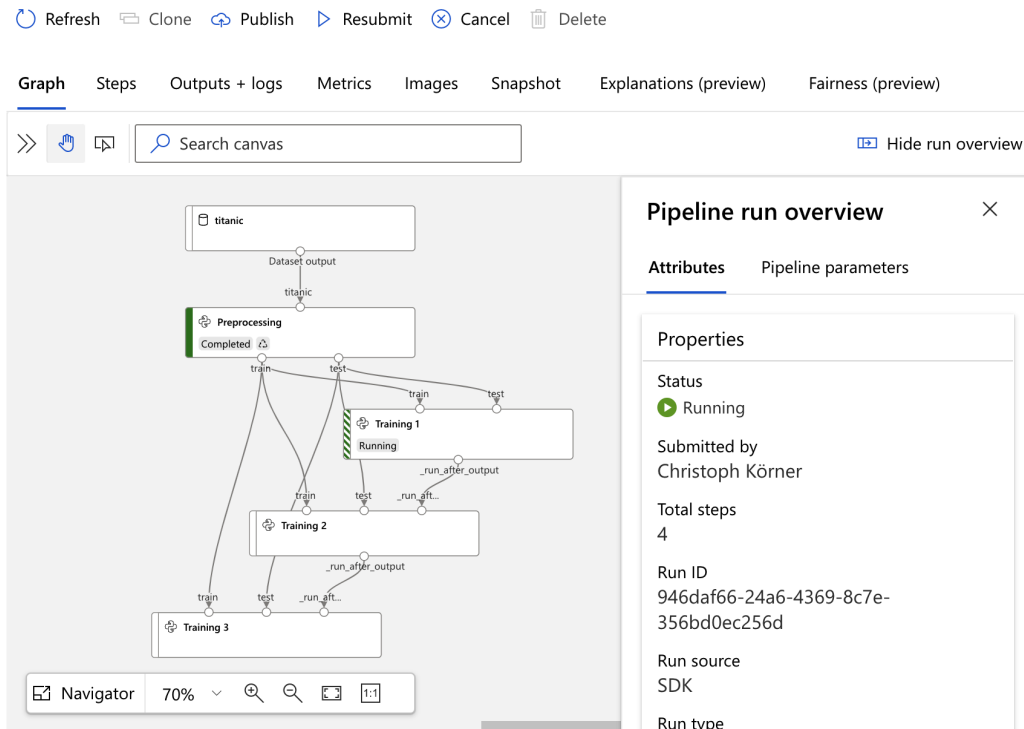 Refresh Clone Publish Resubmit Cancel Delete
Graph Steps Outputs + logs Metrics Images Snapshot Explanations (preview) Fairness (preview)
Search canvas
Hide run overview
titanic
Dataset output
titanic
Preprocessing
Completed
train test
train test
Training 1
Running
_run_after_output
train test _run_aft...
Training 2
_run_after_output
train test _run_aft...
Training 3
Navigator 70% 1:1
Pipeline run overview
Attributes Pipeline parameters
Properties
Status
Running
Submitted by
Christoph Körner
Total steps
4
Run ID
946daf66-24a6-4369-8c7e-
356bd0ec256d
Run source
SDK
Run type